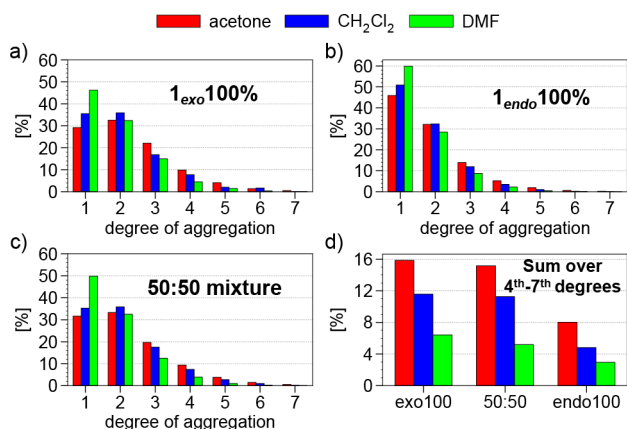 acetone CH₂Cl₂ DMF
a)
1exo100%
[%]
60
50
40
30
20
10
0
1 2 3 4 5 6 7
degree of aggregation
b)
1endo100%
[%]
60
50
40
30
20
10
0
1 2 3 4 5 6 7
degree of aggregation
c)
50:50 mixture
[%]
60
50
40
30
20
10
0
1 2 3 4 5 6 7
degree of aggregation
d)
Sum over
4th-7th degrees
[%]
16
12
8
4
0
exo100 50:50 endo100